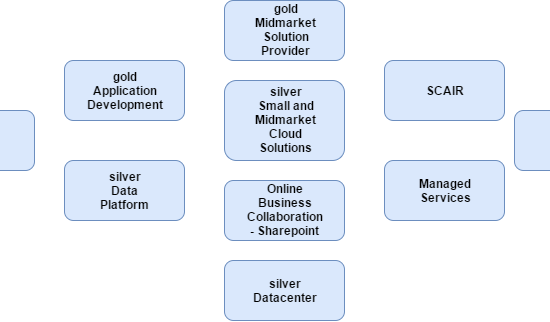 gold
Midmarket
Solution
Provider
gold
Application
Development
silver
Small and
Midmarket
Cloud
Solutions
SCAIR
silver
Data
Platform
Online
Business
Collaboration
- Sharepoint
Managed
Services
silver
Datacenter